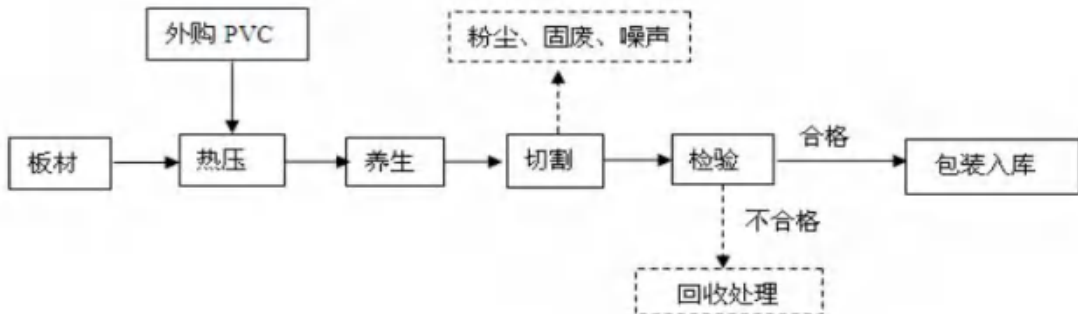 外购 PVC
粉尘、固废、噪声
板材
热压
养生
切割
检验
合格
包装入库
不合格
回收处理